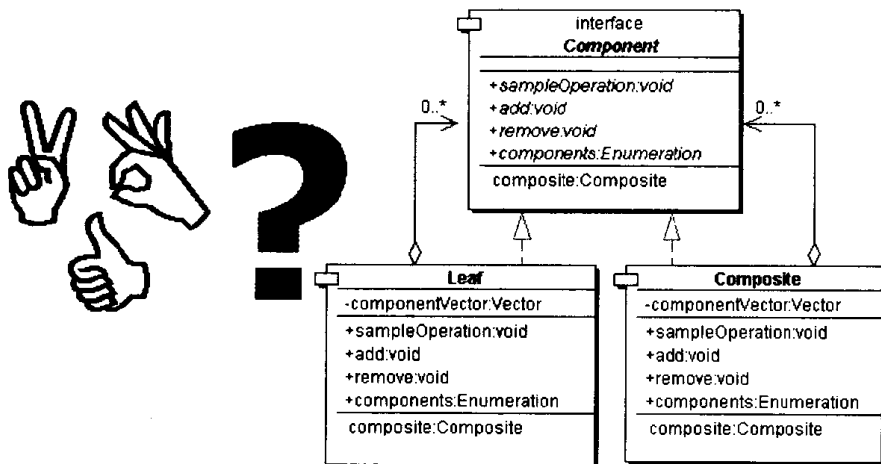 interface
Component
+sampleOperation:void
+add:void
+remove:void
+components:Enumeration
composite:Composite
0..*
0..*
?
Leaf
-componentVector:Vector
+sampleOperation:void
+add:void
+remove:void
+components:Enumeration
composite:Composite
Composite
-componentVector:Vector
+sampleOperation:void
+add:void
+remove:void
+components:Enumeration
composite:Composite